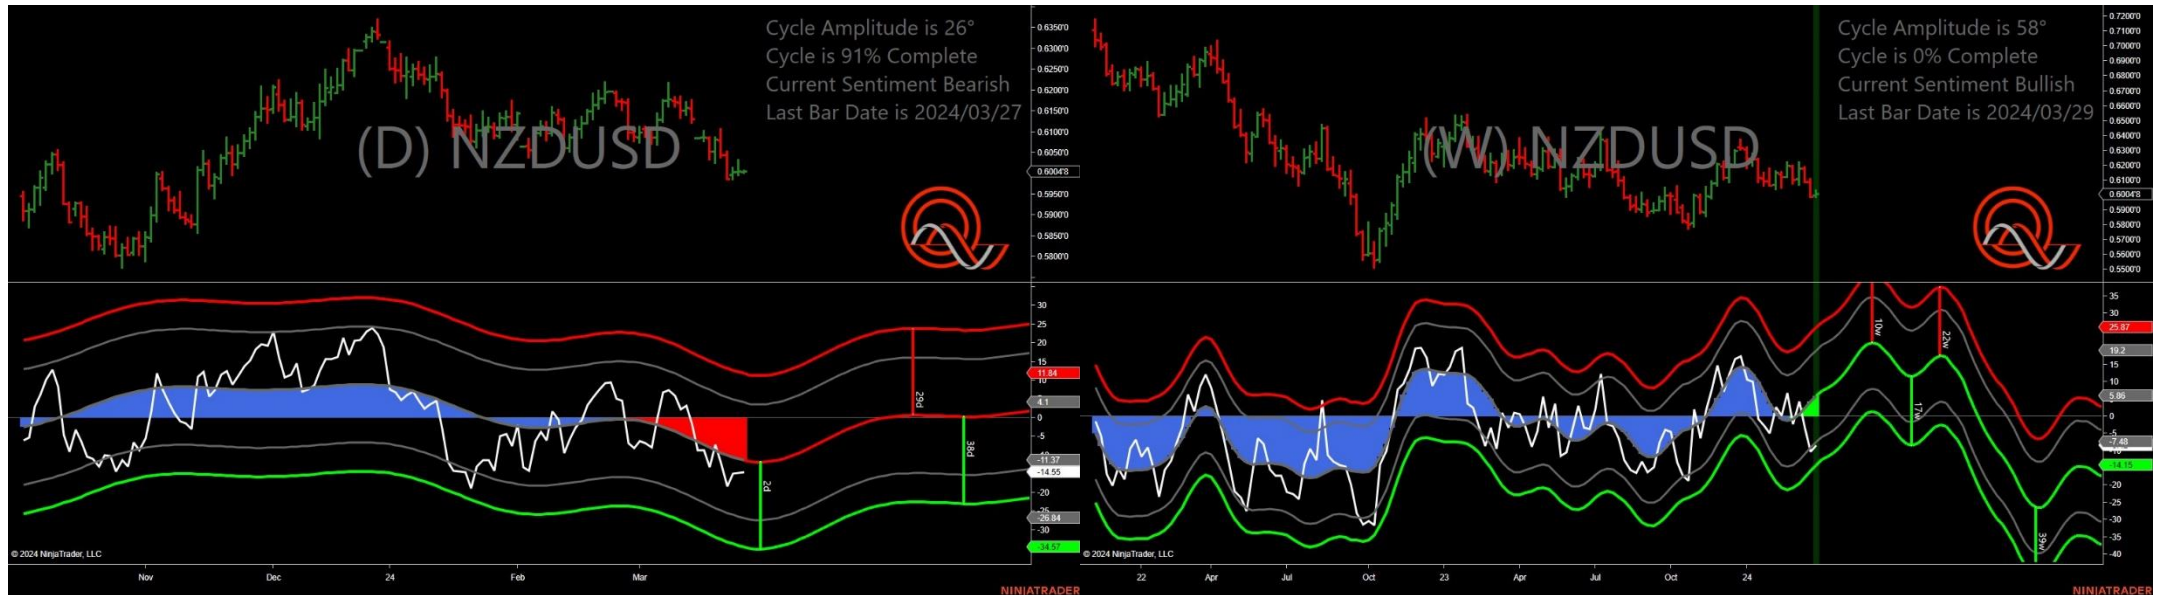 Cycle Amplitude is 26°
Cycle is 91% Complete
Current Sentiment Bearish
Last Bar Date is 2024/03/27
(D) NZDUSD
0.6350'0
0.6250'0
0.6200'0
0.6150'0
0.6100'0
0.6050'0
0.6004'8
0.5950'0
0.5900'0
0.5850'0
0.5800'0
30
25
20
15
11.84
10
4.1
0
-5
-11.37
-14.55
-20
-26.84
-30
-34.57
29d
38d
2d
© 2024 NinjaTrader, LLC
Nov
Dec
24
Feb
Mar
NINJATRADER
Cycle Amplitude is 58°
Cycle is 0% Complete
Current Sentiment Bullish
Last Bar Date is 2024/03/29
(W) NZDUSD
0.7200'0
0.7100'0
0.7000'0
0.6900'0
0.6800'0
0.6700'0
0.6600'0
0.6500'0
0.6400'0
0.6300'0
0.6200'0
0.6100'0
0.6004'8
0.5900'0
0.5800'0
0.5700'0
0.5600'0
0.5500'0
35
30
25.87
19.2
15
10
5.86
0
-5
-7.48
-14.15
-20
-25
-30
-35
-40
10w
22w
17w
39w
© 2024 NinjaTrader, LLC
22
Apr
Jul
Oct
23
Apr
Jul
Oct
24
NINJATRADER